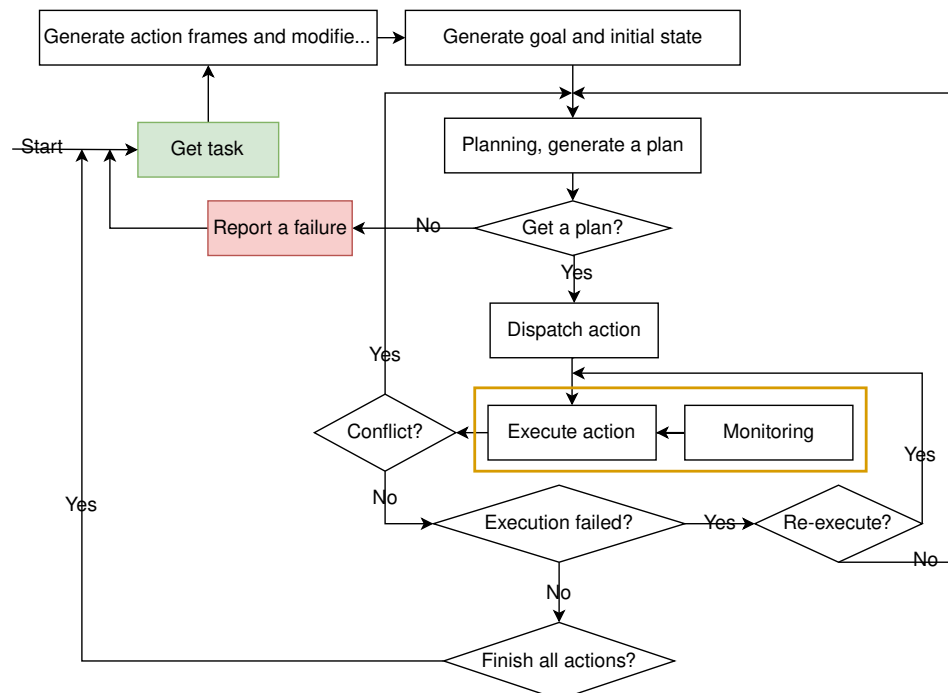 Generate action frames and modifie...
Generate goal and initial state
Start
Get task
Planning, generate a plan
Report a failure
No
Get a plan?
Yes
Dispatch action
Yes
Conflict?
Execute action
Monitoring
Yes
Yes
No
Execution failed?
Yes
Re-execute?
No
No
Finish all actions?